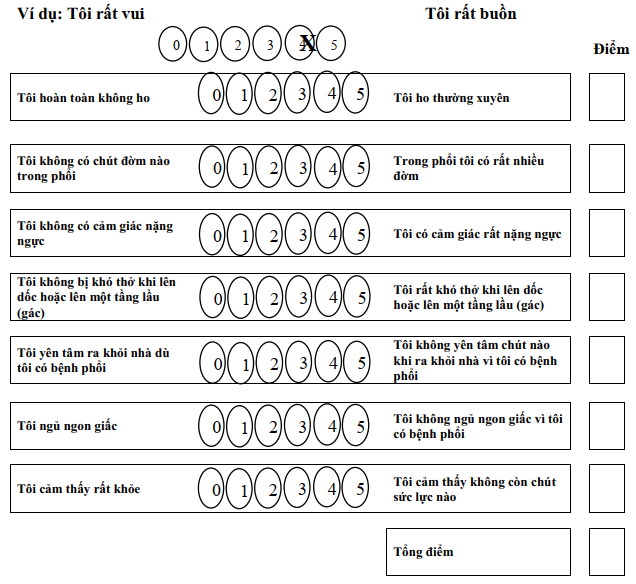 Ví dụ: Tôi rất vui Tôi rất buồn
0 1 2 3 4 X 5
Điểm
Tôi hoàn toàn không ho 0 1 2 3 4 5 Tôi ho thường xuyên
Tôi không có chút đờm nào
trong phổi
0 1 2 3 4 5
Trong phổi tôi có rất nhiều
đờm
Tôi không có cảm giác nặng
ngực
0 1 2 3 4 5
Tôi có cảm giác rất nặng ngực
Tôi không bị khó thở khi lên
dốc hoặc lên một tầng lầu
(gác)
0 1 2 3 4 5
Tôi rất khó thở khi lên dốc
hoặc lên một tầng lầu (gác)
Tôi yên tâm ra khỏi nhà dù
tôi có bệnh phổi
0 1 2 3 4 5
Tôi không yên tâm chút nào
khi ra khỏi nhà vì tôi có bệnh
phổi
Tôi ngủ ngon giấc
0 1 2 3 4 5
Tôi không ngủ ngon giấc vì tôi
có bệnh phổi
Tôi cảm thấy rất khỏe
0 1 2 3 4 5
Tôi cảm thấy không còn chút
sức lực nào
Tổng điểm